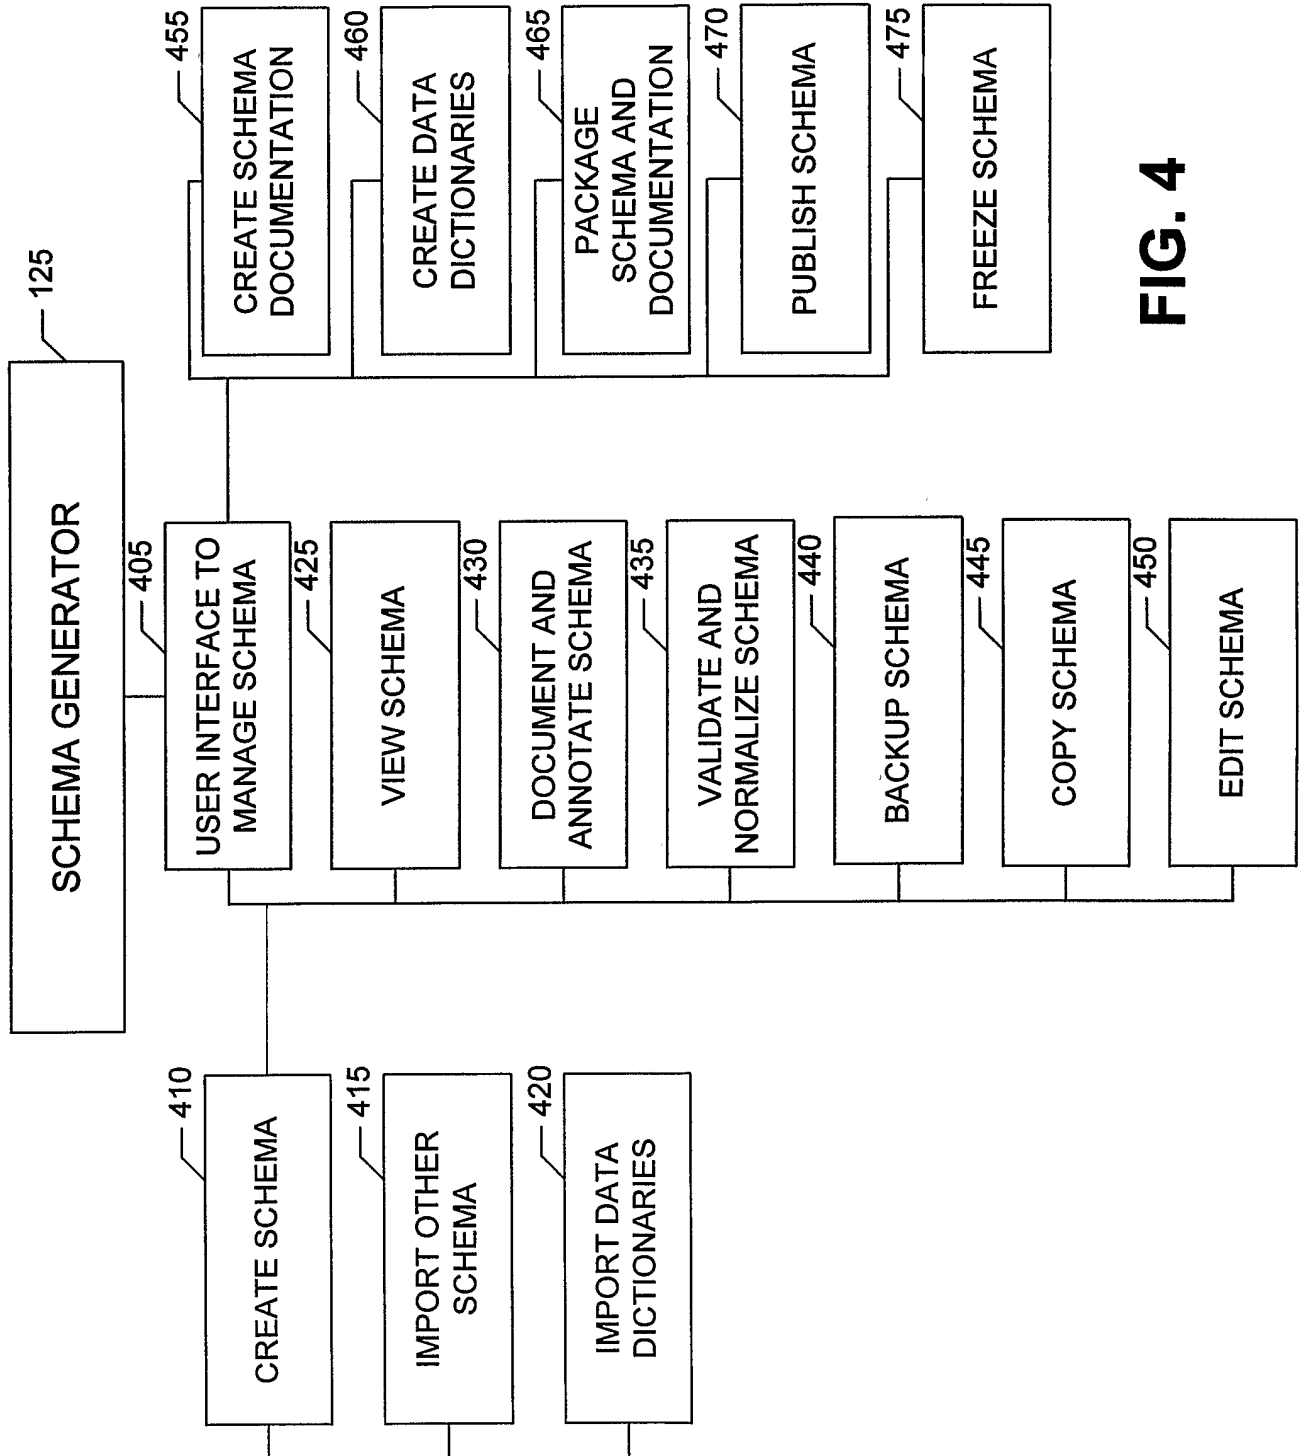 SCHEMA GENERATOR
125
410
CREATE SCHEMA
415
IMPORT OTHER
SCHEMA
420
IMPORT DATA
DICTIONARIES
405
USER INTERFACE TO
MANAGE SCHEMA
425
VIEW SCHEMA
430
DOCUMENT AND
ANNOTATE SCHEMA
435
VALIDATE AND
NORMALIZE SCHEMA
440
BACKUP SCHEMA
445
COPY SCHEMA
450
EDIT SCHEMA
455
CREATE SCHEMA
DOCUMENTATION
460
CREATE DATA
DICTIONARIES
465
PACKAGE
SCHEMA AND
DOCUMENTATION
470
PUBLISH SCHEMA
475
FREEZE SCHEMA
FIG. 4